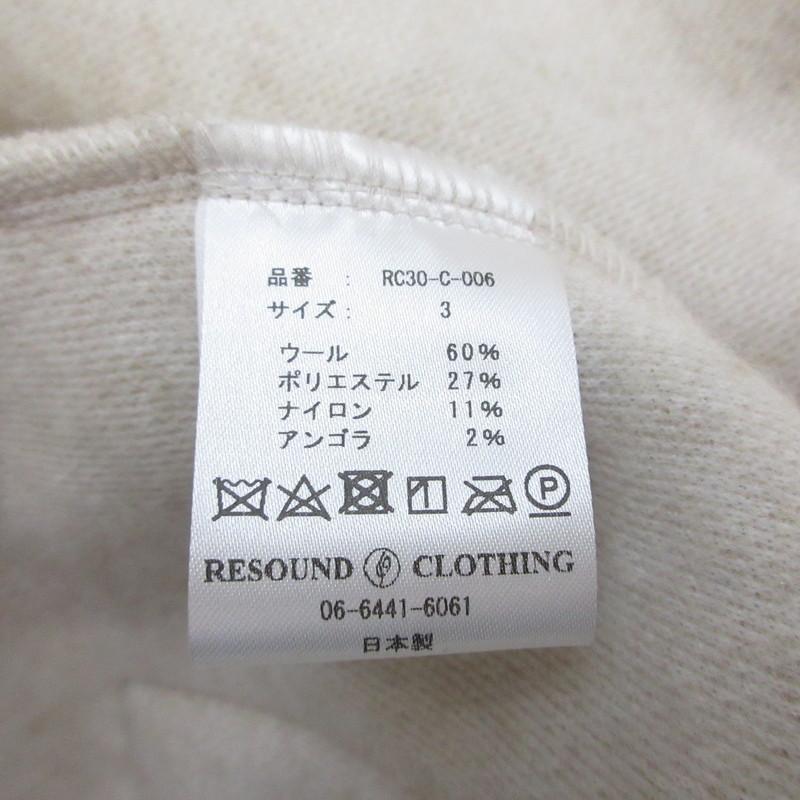 品番 : RC30-C-006
サイズ: 3
ウール 60%
ポリエステル 27%
ナイロン 11%
アンゴラ 2%
P
RESOUND CLOTHING
06-6441-6061
日本製